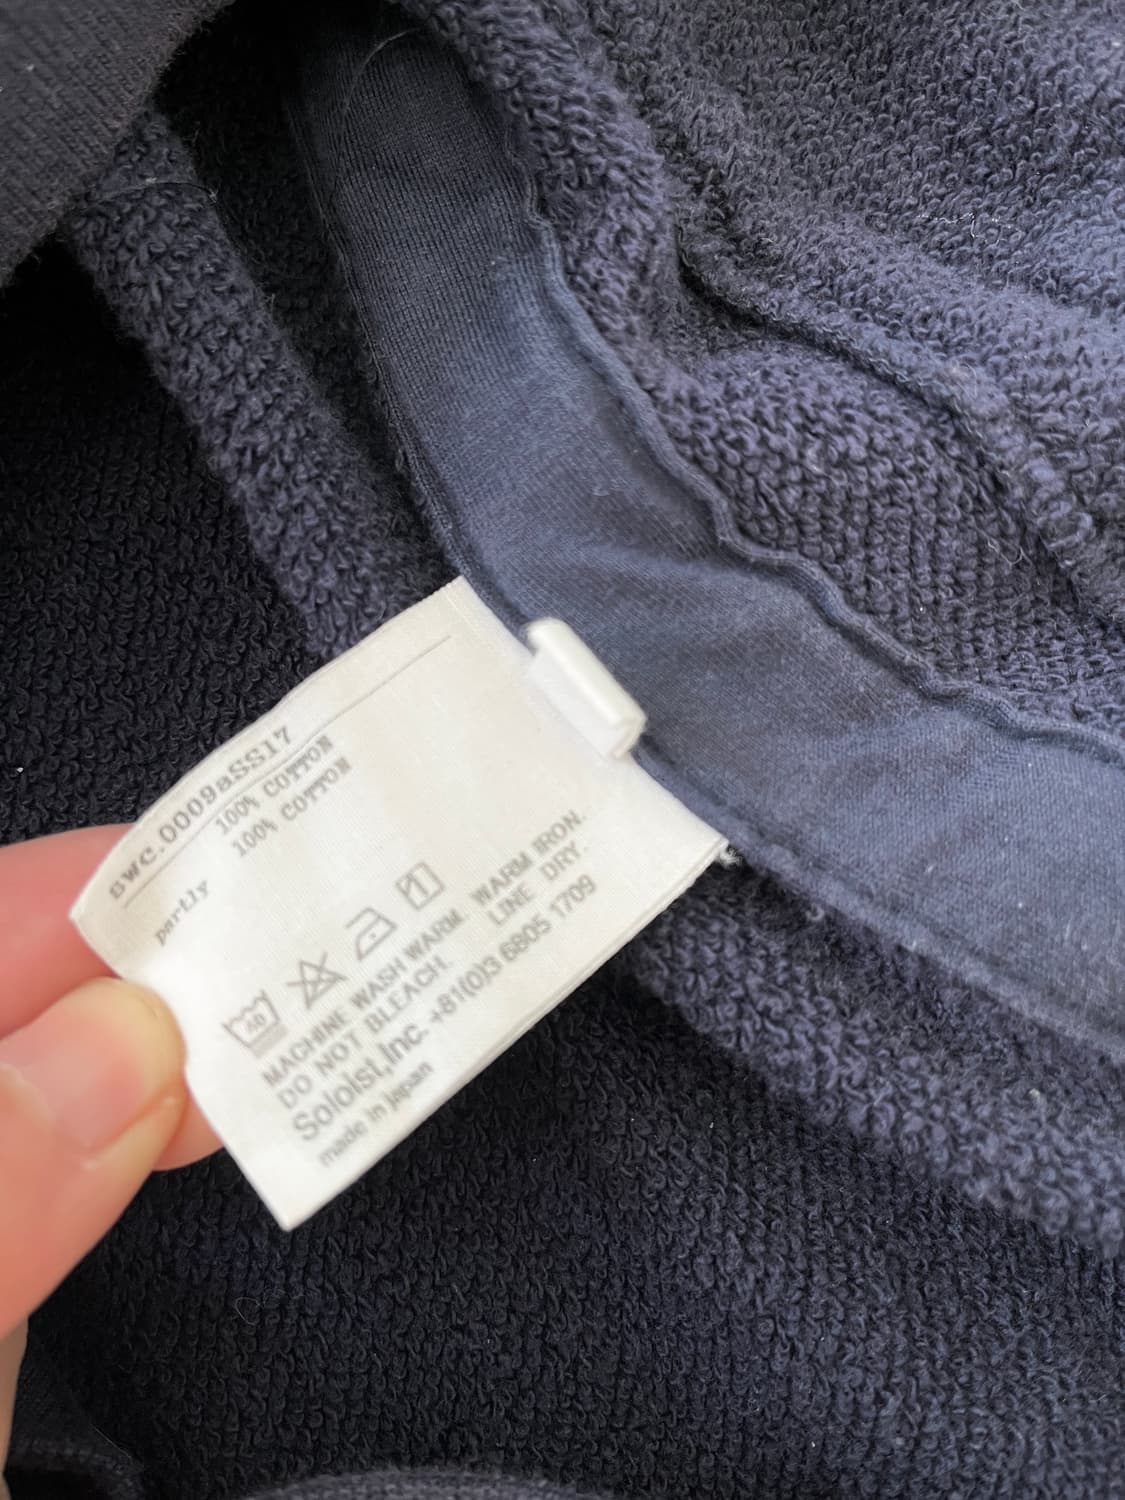 swc.0009aSS17
100% COTTON
partly 100% COTTON
40
MACHINE WASH WARM. WARM IRON.
DO NOT BLEACH. LINE DRY.
Soloist,Inc. +81(0)3 6805 1709
made in japan